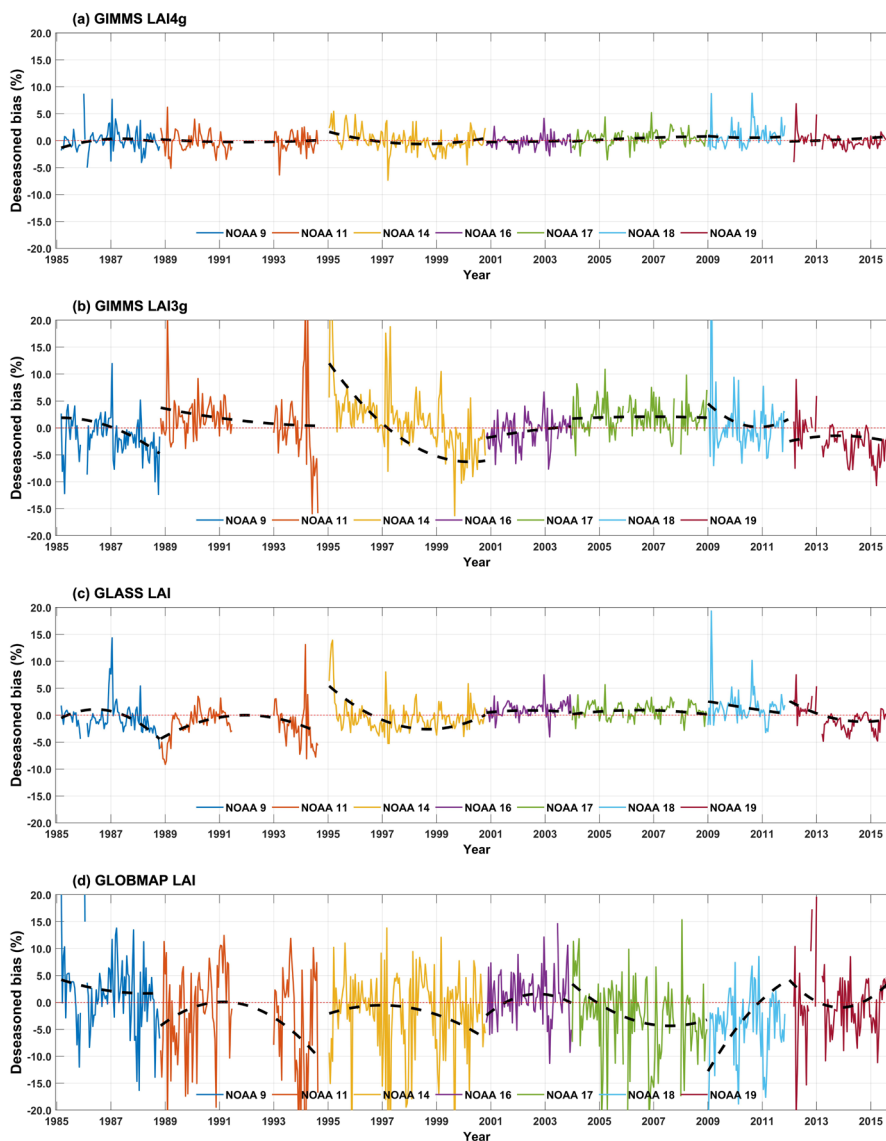 (a) GIMMS LAI4g
20.0
15.0
10.0
5.0
0.0
-5.0
-10.0
-15.0
-20.0
Deseasoned bias (%)
NOAA 9 NOAA 11 NOAA 14 NOAA 16 NOAA 17 NOAA 18 NOAA 19
1985 1987 1989 1991 1993 1995 1997 1999 2001 2003 2005 2007 2009 2011 2013 2015
Year
(b) GIMMS LAI3g
20.0
15.0
10.0
5.0
0.0
-5.0
-10.0
-15.0
-20.0
Deseasoned bias (%)
NOAA 9 NOAA 11 NOAA 14 NOAA 16 NOAA 17 NOAA 18 NOAA 19
1985 1987 1989 1991 1993 1995 1997 1999 2001 2003 2005 2007 2009 2011 2013 2015
Year
(c) GLASS LAI
20.0
15.0
10.0
5.0
0.0
-5.0
-10.0
-15.0
-20.0
Deseasoned bias (%)
NOAA 9 NOAA 11 NOAA 14 NOAA 16 NOAA 17 NOAA 18 NOAA 19
1985 1987 1989 1991 1993 1995 1997 1999 2001 2003 2005 2007 2009 2011 2013 2015
Year
(d) GLOBMAP LAI
20.0
15.0
10.0
5.0
0.0
-5.0
-10.0
-15.0
-20.0
Deseasoned bias (%)
NOAA 9 NOAA 11 NOAA 14 NOAA 16 NOAA 17 NOAA 18 NOAA 19
1985 1987 1989 1991 1993 1995 1997 1999 2001 2003 2005 2007 2009 2011 2013 2015
Year